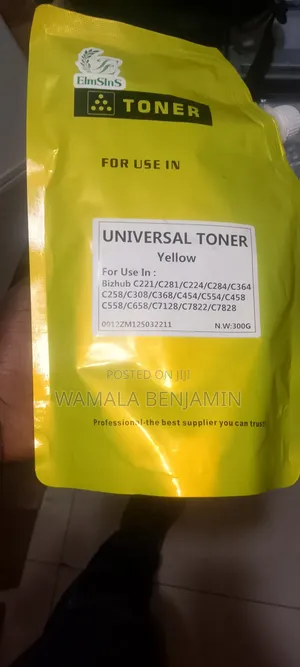 ElmSInS
TONER
FOR USE IN
UNIVERSAL TONER
Yellow
For Use In :
Bizhub C221/C281/C224/C284/C364
C258/C308/C368/C454/C554/C458
C558/C658/C7128/C7822/C7828
0013ZM125032211 N.W:300G
POSTED ON JIJI
WAMALA BENJAMIN
Professional-the best supplier you can trust